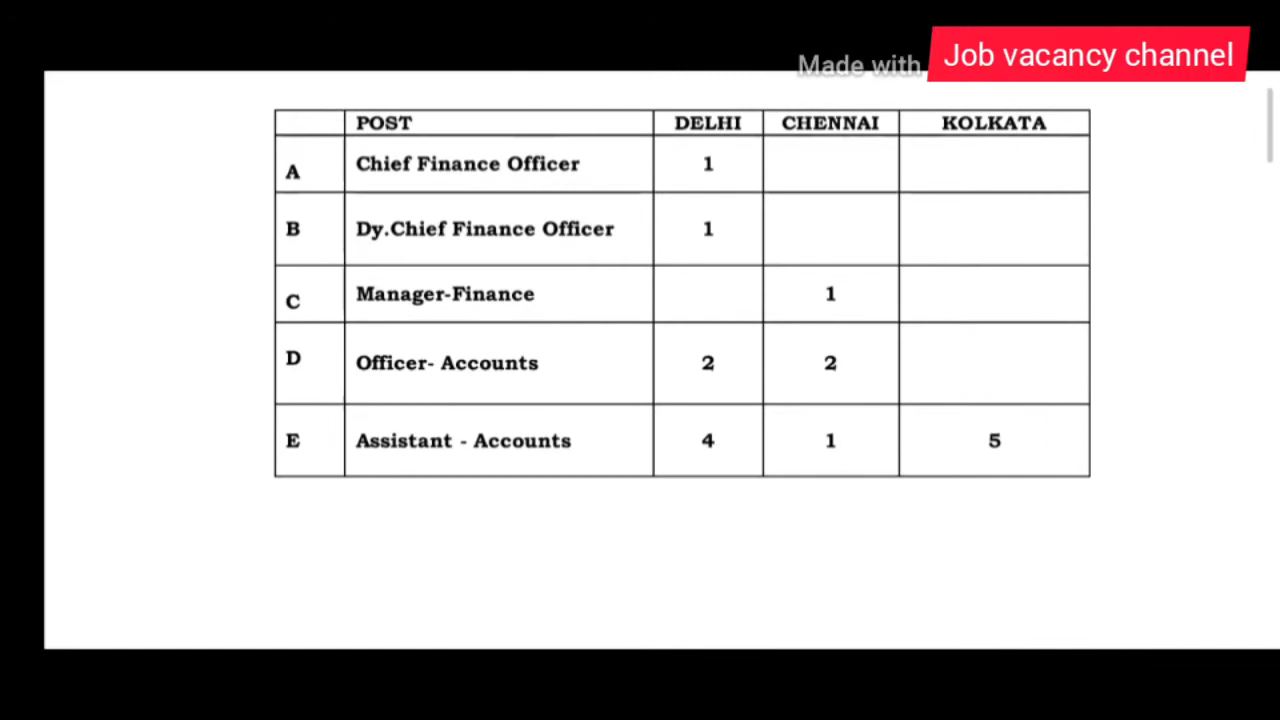 Made with Job vacancy channel
POST DELHI CHENNAI KOLKATA
A Chief Finance Officer 1
B Dy.Chief Finance Officer 1
C Manager-Finance 1
D Officer- Accounts 2 2
E Assistant - Accounts 4 1 5